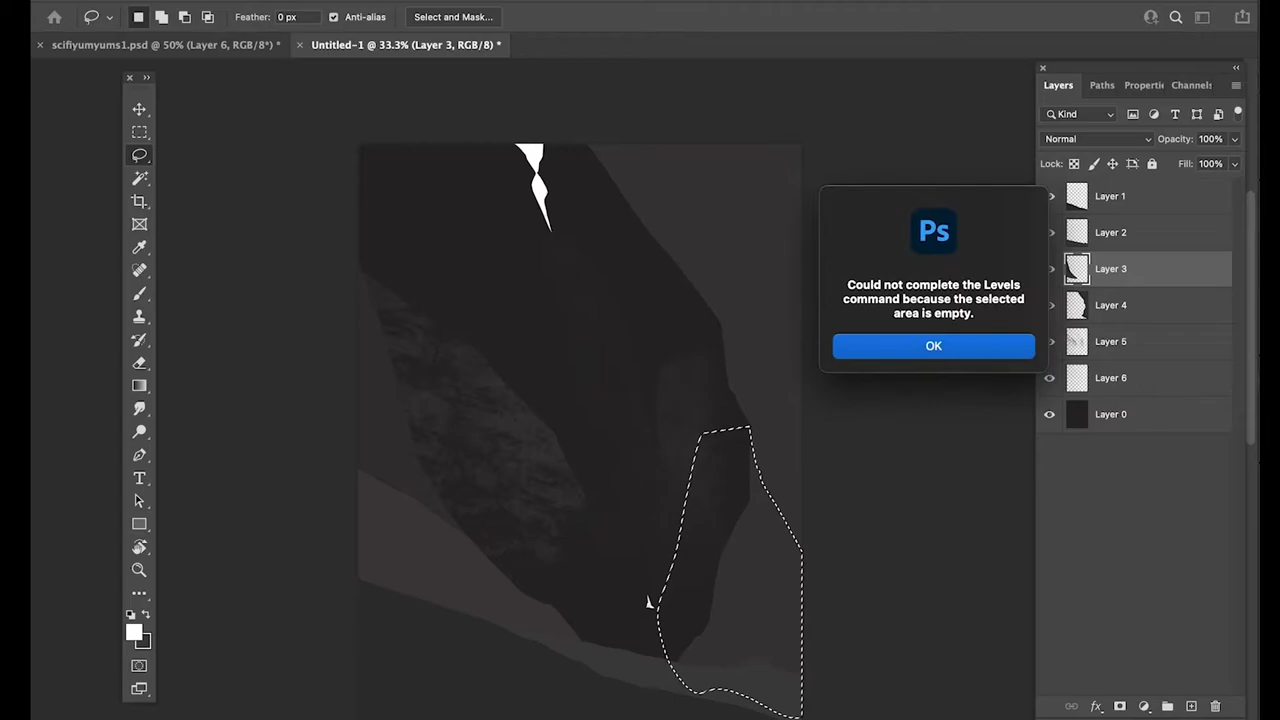 Feather: 0 px Anti-alias Select and Mask...
scifiyumyums1.psd @ 50% (Layer 6, RGB/8*) * Untitled-1 @ 33.3% (Layer 3, RGB/8) *
Layers Paths Properti Channels
Kind
Normal Opacity: 100%
Lock: Fill: 100%
Layer 1
Layer 2
Layer 3
Layer 4
Layer 5
Layer 6
Layer 0
Ps
Could not complete the Levels
command because the selected
area is empty.
OK